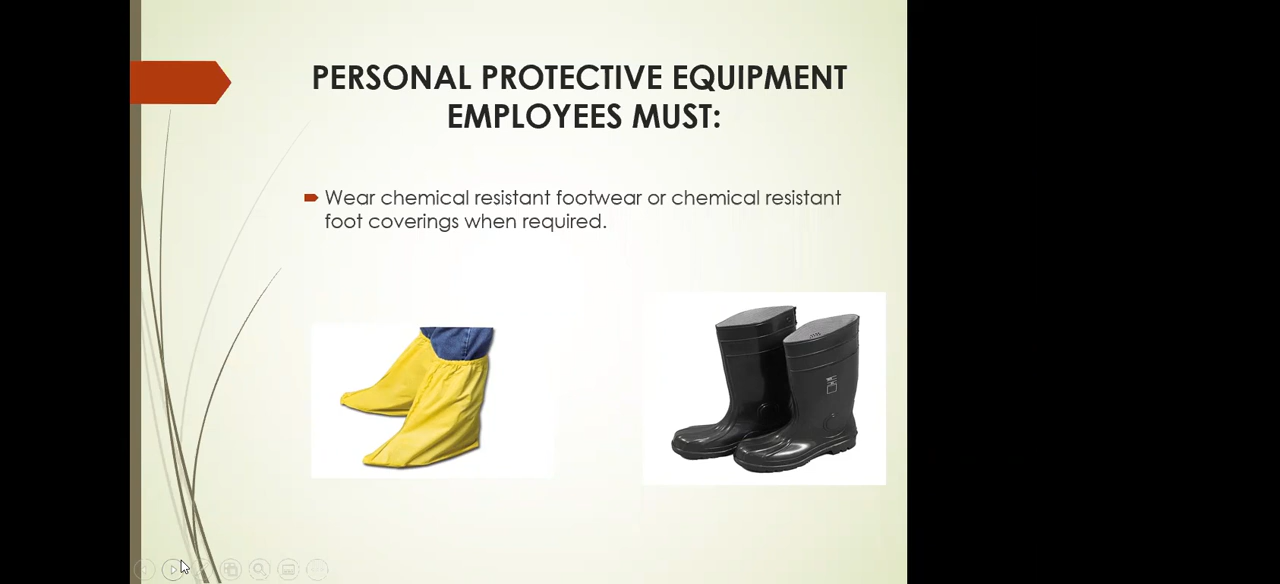 PERSONAL PROTECTIVE EQUIPMENT
EMPLOYEES MUST:
Wear chemical resistant footwear or chemical resistant
foot coverings when required.